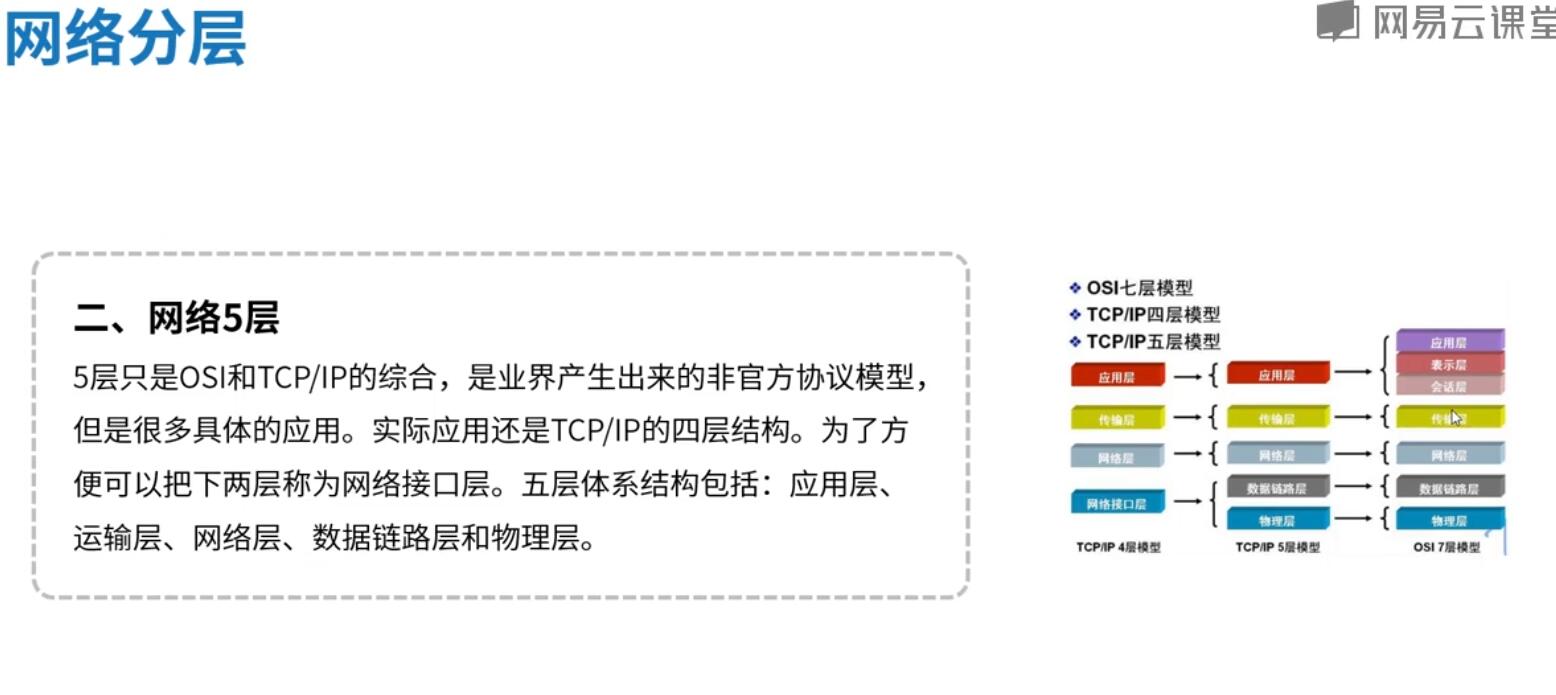 网络分层
网易云课堂
二、网络5层
5层只是OSI和TCP/IP的综合，是业界产生出来的非官方协议模型，
但是很多具体的应用。实际应用还是TCP/IP的四层结构。为了方
便可以把下两层称为网络接口层。五层体系结构包括：应用层、
运输层、网络层、数据链路层和物理层。
❖ OSI七层模型
❖ TCP/IP四层模型
❖ TCP/IP五层模型
应用层
传输层
网络层
网络接口层
TCP/IP 4层模型
应用层
传输层
网络层
数据链路层
物理层
TCP/IP 5层模型
应用层
表示层
会话层
传输层
网络层
数据链路层
物理层
OSI 7层模型